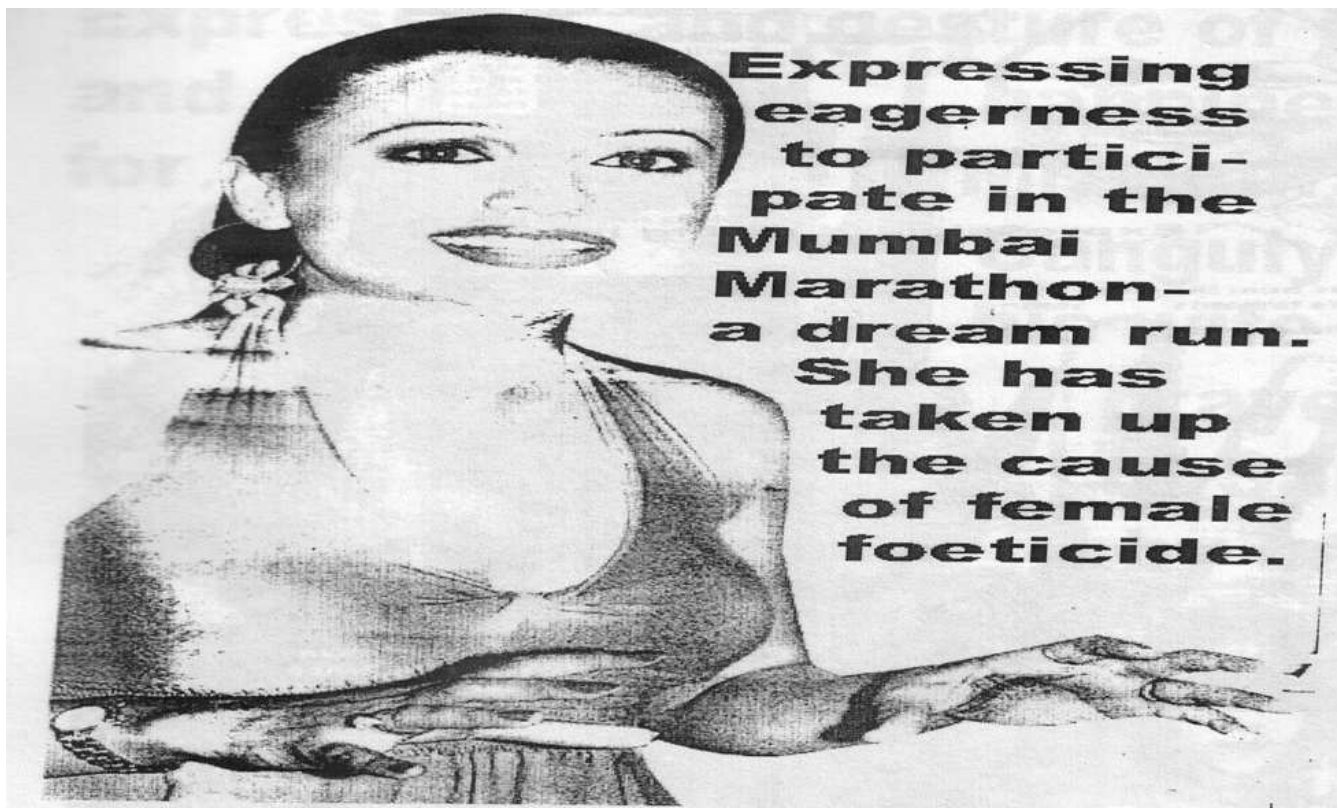 Expressing
eagerness
to partici-
pate in the
Mumbai
Marathon-
a dream run.
She has
taken up
the cause
of female
foeticide.